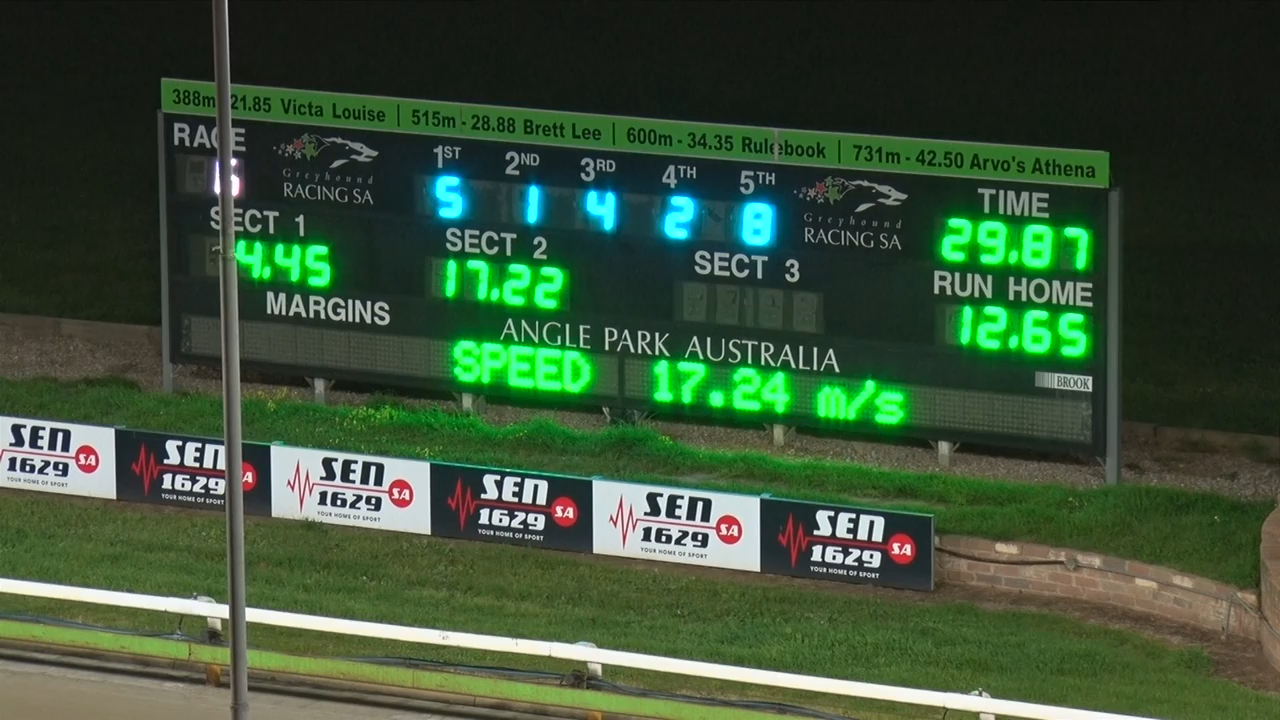 388m 21.85 Victa Louise | 515m - 28.88 Brett Lee | 600m - 34.35 Rulebook | 731m - 42.50 Arvo's Athena
RACE
Greyhound
RACING SA
1ST 2ND 3RD 4TH 5TH
5 1 4 2 8
Greyhound
RACING SA
TIME
29.87
SECT 1
4.45
SECT 2
17.22
SECT 3
RUN HOME
12.65
MARGINS
ANGLE PARK AUSTRALIA
SPEED 17.24 m/s
BROOK
SEN
1629 SA
YOUR HOME OF SPORT
SEN
1629 SA
YOUR HOME OF SPORT
SEN
1629 SA
YOUR HOME OF SPORT
SEN
1629 SA
YOUR HOME OF SPORT
SEN
1629 SA
YOUR HOME OF SPORT
SEN
1629 SA
YOUR HOME OF SPORT